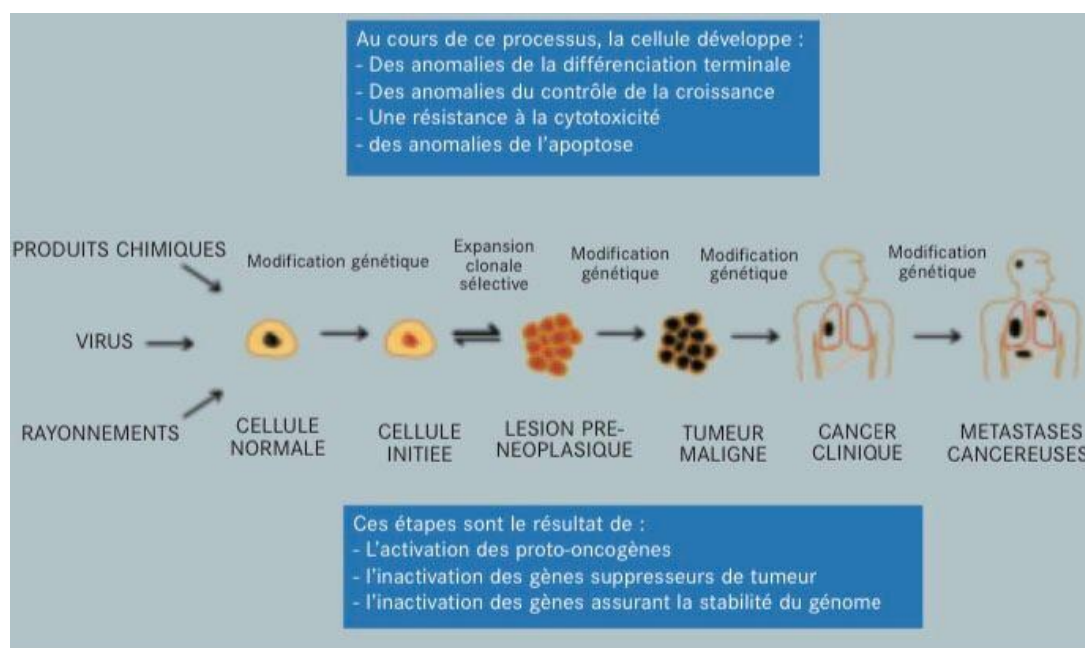 Au cours de ce processus, la cellule développe :
- Des anomalies de la différenciation terminale
- Des anomalies du contrôle de la croissance
- Une résistance à la cytotoxicité
- des anomalies de l'apoptose
PRODUITS CHIMIQUES
VIRUS
RAYONNEMENTS
Modification génétique
Expansion
clonale
sélective
Modification
génétique
Modification
génétique
Modification
génétique
CELLULE
NORMALE
CELLULE
INITIEE
LESION PRE-
NEOPLASIQUE
TUMEUR
MALIGNE
CANCER
CLINIQUE
METASTASES
CANCEREUSES
Ces étapes sont le résultat de :
- L'activation des proto-oncogènes
- l'inactivation des gènes suppresseurs de tumeur
- l'inactivation des gènes assurant la stabilité du génome